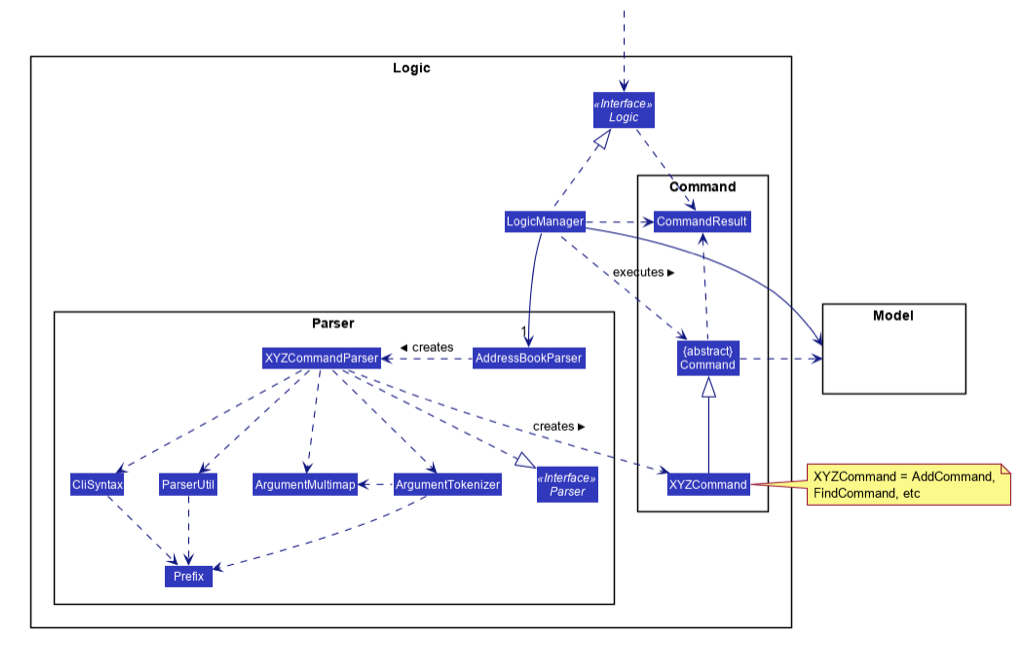 Logic
«Interface»
Logic
Command
LogicManager
CommandResult
executes ▶
Model
Parser
1
{abstract}
Command
XYZCommandParser
◀ creates
AddressBookParser
creates ▶
CliSyntax
ParserUtil
ArgumentMultimap
ArgumentTokenizer
«Interface»
Parser
XYZCommand
XYZCommand = AddCommand,
FindCommand, etc
Prefix